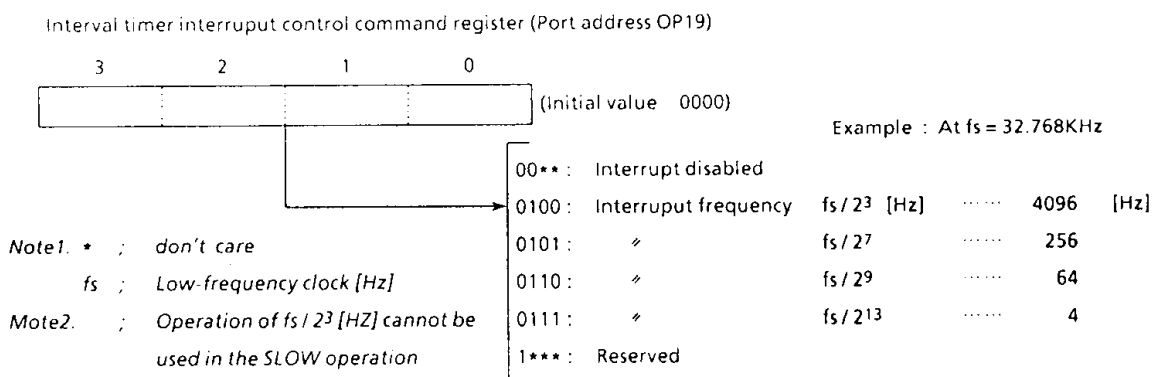 Interval timer interruput control command register (Port address OP19)
3 2 1 0
(Initial value 0000)
Example : At fs = 32.768KHz
00** : Interrupt disabled
0100 : Interruput frequency fs / 2³ [Hz] ...... 4096 [Hz]
0101 : 〃 fs / 2⁷ ...... 256
0110 : 〃 fs / 2⁹ ...... 64
0111 : 〃 fs / 2¹³ ...... 4
1*** : Reserved
Note1. * ; don't care
fs ; Low-frequency clock [Hz]
Mote2. ; Operation of fs / 2³ [HZ] cannot be
used in the SLOW operation